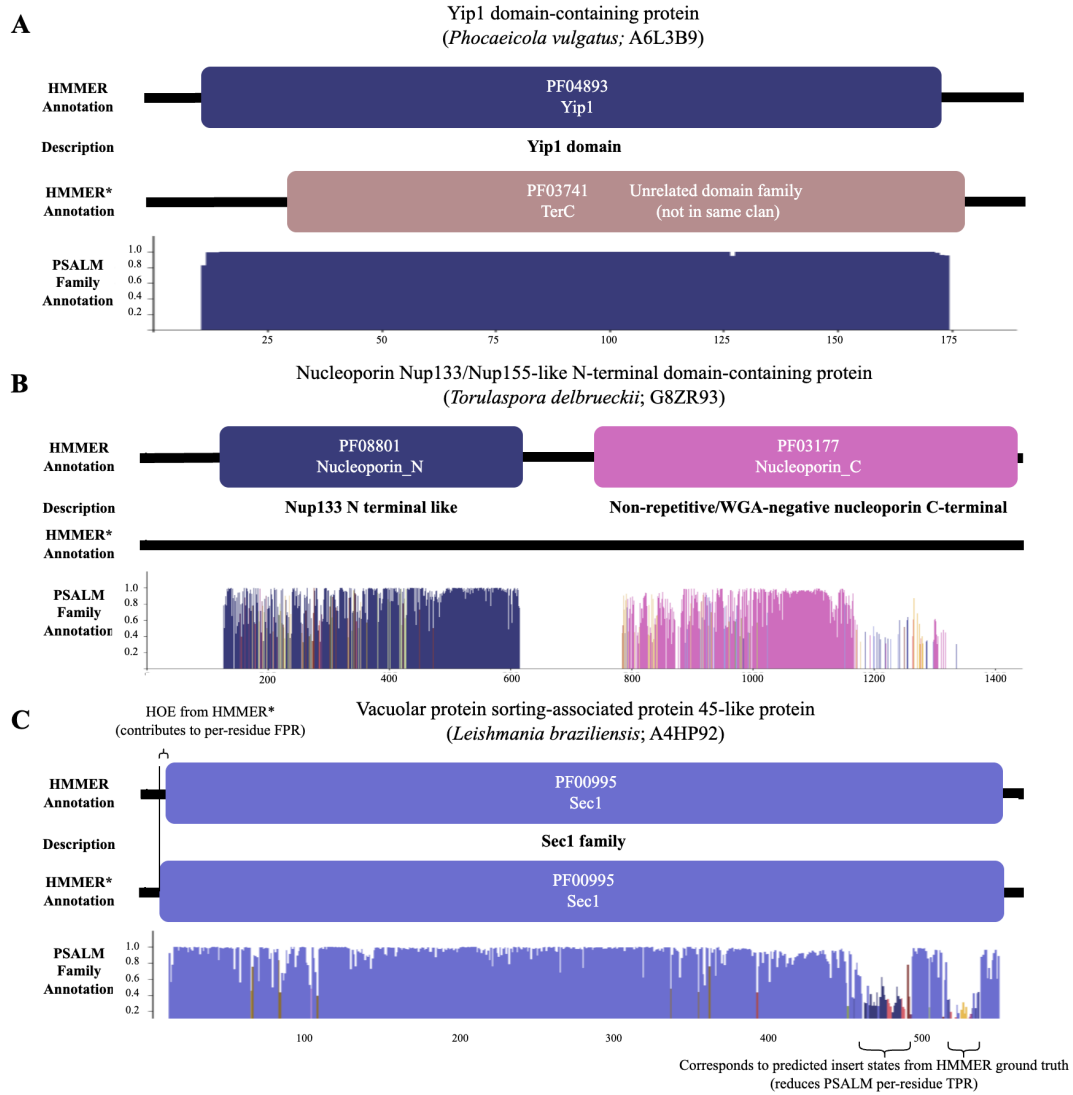 A
Yip1 domain-containing protein
(Phocaeicola vulgatus; A6L3B9)
HMMER
Annotation
PF04893
Yip1
Description
Yip1 domain
HMMER*
Annotation
PF03741
TerC
Unrelated domain family
(not in same clan)
PSALM
Family
Annotation
1.0
0.8
0.6
0.4
0.2
25 50 75 100 125 150 175
B
Nucleoporin Nup133/Nup155-like N-terminal domain-containing protein
(Torulaspora delbrueckii; G8ZR93)
HMMER
Annotation
PF08801
Nucleoporin_N
PF03177
Nucleoporin_C
Description
Nup133 N terminal like
Non-repetitive/WGA-negative nucleoporin C-terminal
HMMER*
Annotation
PSALM
Family
Annotation
1.0
0.8
0.6
0.4
0.2
200 400 600 800 1000 1200 1400
C
HOE from HMMER*
(contributes to per-residue FPR)
Vacuolar protein sorting-associated protein 45-like protein
(Leishmania braziliensis; A4HP92)
HMMER
Annotation
PF00995
Sec1
Description
Sec1 family
HMMER*
Annotation
PF00995
Sec1
PSALM
Family
Annotation
1.0
0.8
0.6
0.4
0.2
100 200 300 400 500
Corresponds to predicted insert states from HMMER ground truth
(reduces PSALM per-residue TPR)